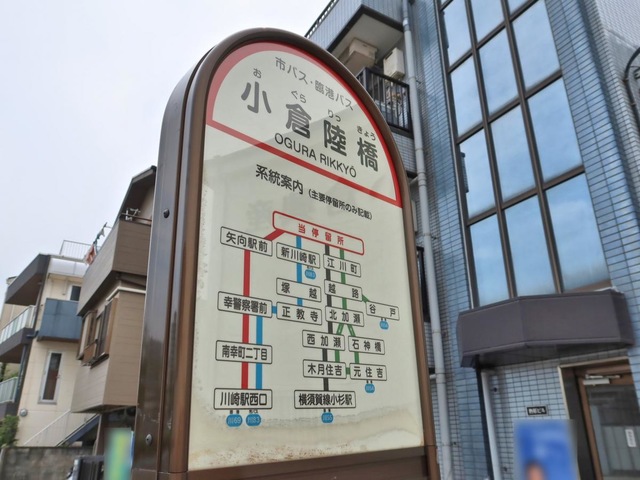 市バス・臨港バス
お ぐら りっ きょう
小倉陸橋
OGURA RIKKYŌ
系統案内（主要停留所のみ記載）
当停留所
矢向駅前 新川崎駅 江川町
塚越 越路
幸警察署前 正教寺 北加瀬 谷戸
西加瀬 石神橋
南幸町二丁目
木月住吉 元住吉
川崎駅西口 横須賀線小杉駅